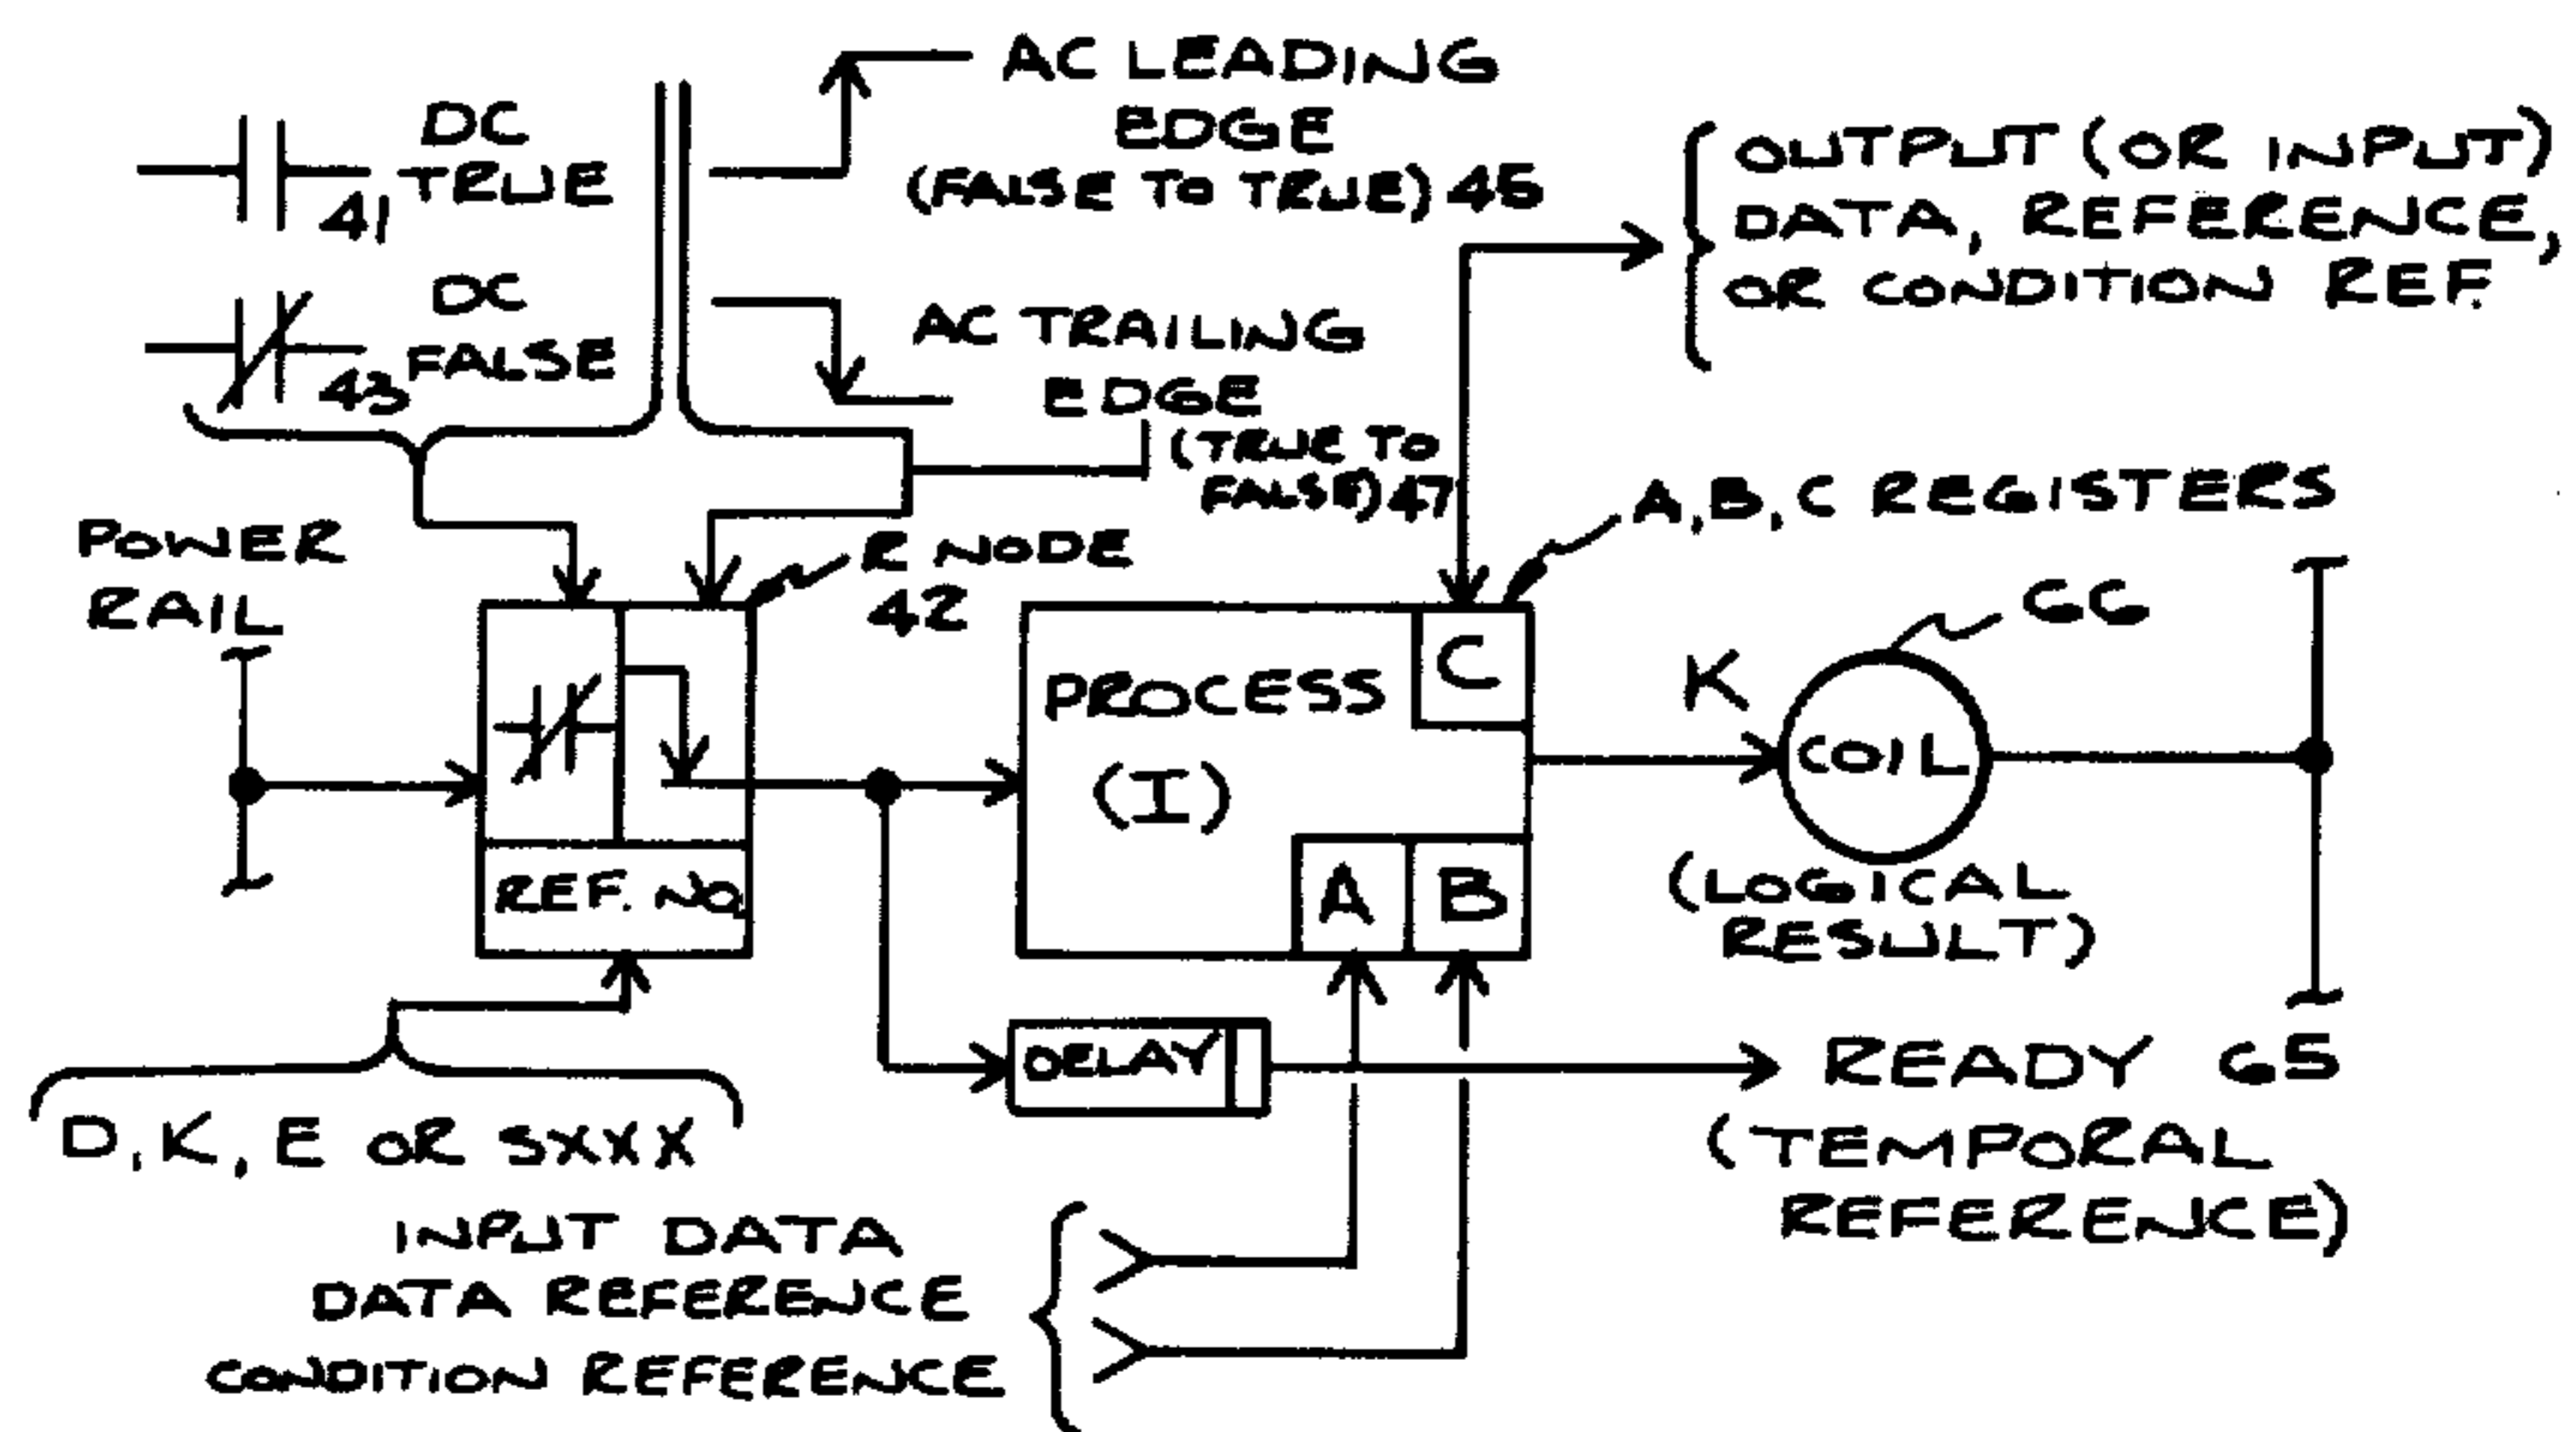 DC
TRUE
41
DC
FALSE
43
AC LEADING
EDGE
(FALSE TO TRUE) 45
AC TRAILING
EDGE
(TRUE TO
FALSE) 47
OUTPUT (OR INPUT)
DATA, REFERENCE,
OR CONDITION REF.
A, B, C REGISTERS
POWER
RAIL
R NODE
42
REF. NO.
PROCESS
(I)
C
A
B
K
66
COIL
(LOGICAL
RESULT)
DELAY
READY 65
(TEMPORAL
REFERENCE)
D, K, E OR SXXX
INPUT DATA
DATA REFERENCE
CONDITION REFERENCE